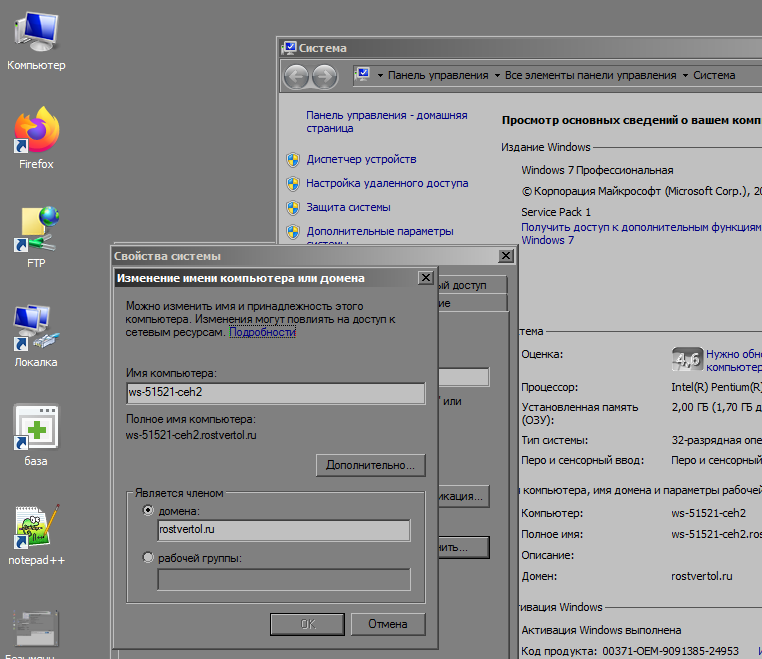 Компьютер
Firefox
FTP
Локалка
база
notepad++
Система
Панель управления
Все элементы панели управления
Система
Панель управления - домашняя
страница
Диспетчер устройств
Настройка удаленного доступа
Защита системы
Дополнительные параметры
Просмотр основных сведений о вашем комп
Издание Windows
Windows 7 Профессиональная
© Корпорация Майкрософт (Microsoft Corp.), 20
Service Pack 1
Получить доступ к дополнительным функциям
Windows 7
тема
Оценка:
4,6
Нужно обно
компьютер
Процессор:
Intel(R) Pentium(R)
Установленная память
(ОЗУ):
2,00 ГБ (1,70 ГБ д
Тип системы:
32-разрядная опе
Перо и сенсорный ввод:
Перо и сенсорный
компьютера, имя домена и параметры рабочей
Компьютер:
ws-51521-ceh2
Полное имя:
ws-51521-ceh2.ros
Описание:
Домен:
rostvertol.ru
тивация Windows
Активация Windows выполнена
Код продукта: 00371-OEM-9091385-24953
Свойства системы
ый доступ
ие
или
икация...
нить...
Изменение имени компьютера или домена
Можно изменить имя и принадлежность этого
компьютера. Изменения могут повлиять на доступ к
сетевым ресурсам. Подробности
Имя компьютера:
ws-51521-ceh2
Полное имя компьютера:
ws-51521-ceh2.rostvertol.ru
Дополнительно...
Является членом
домена:
rostvertol.ru
рабочей группы:
OK
Отмена